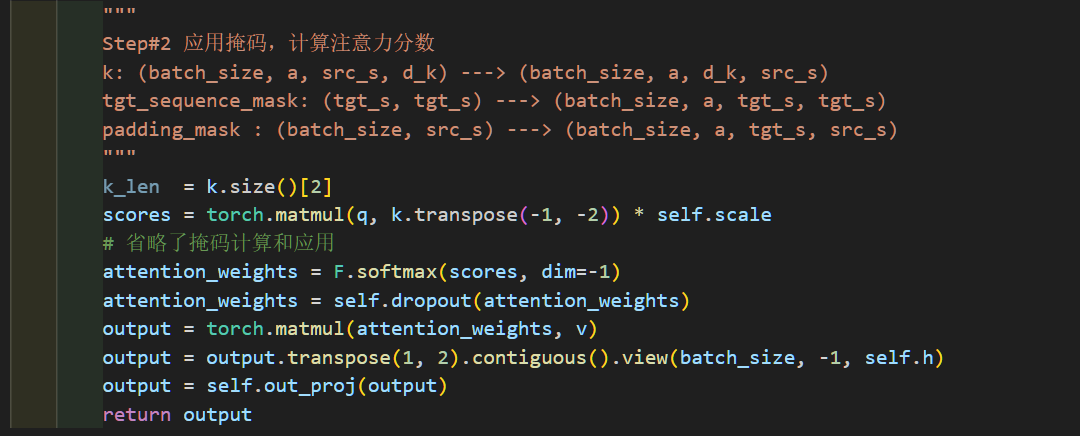 """
Step#2 应用掩码，计算注意力分数
k: (batch_size, a, src_s, d_k) ---> (batch_size, a, d_k, src_s)
tgt_sequence_mask: (tgt_s, tgt_s) ---> (batch_size, a, tgt_s, tgt_s)
padding_mask : (batch_size, src_s) ---> (batch_size, a, tgt_s, src_s)
"""
k_len  = k.size()[2]
scores = torch.matmul(q, k.transpose(-1, -2)) * self.scale
# 省略了掩码计算和应用
attention_weights = F.softmax(scores, dim=-1)
attention_weights = self.dropout(attention_weights)
output = torch.matmul(attention_weights, v)
output = output.transpose(1, 2).contiguous().view(batch_size, -1, self.h)
output = self.out_proj(output)
return output